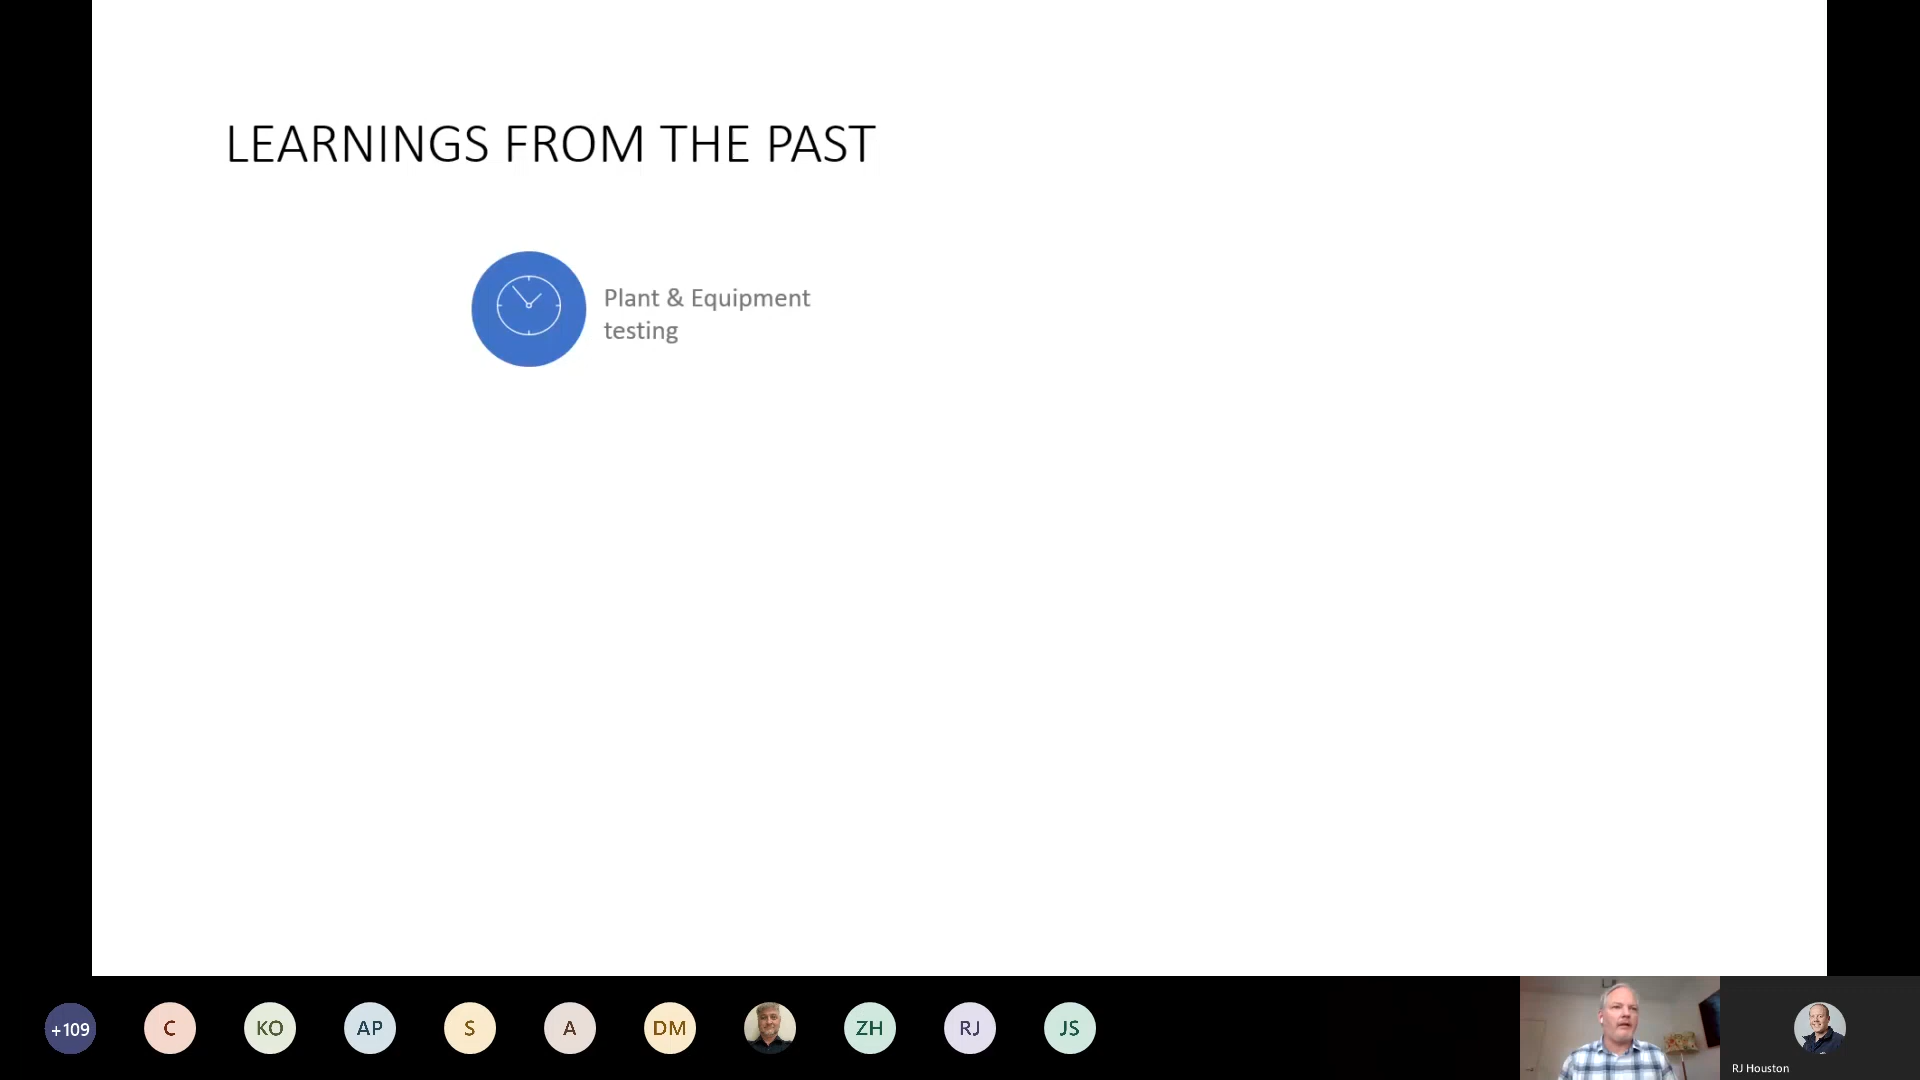 LEARNINGS FROM THE PAST
Plant & Equipment
testing
+109
C
KO
AP
S
A
DM
ZH
RJ
JS
RJ Houston